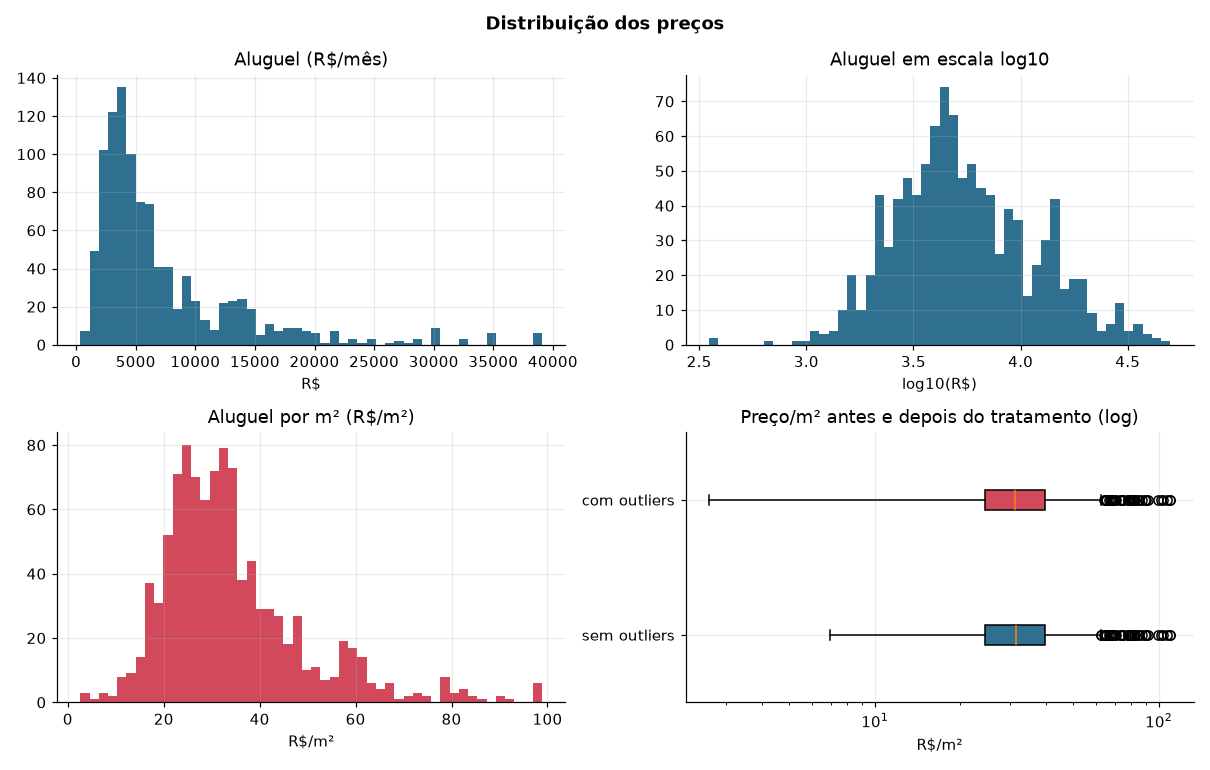 Distribuição dos preços
Aluguel (R$/mês)
140
120
100
80
60
40
20
0
0 5000 10000 15000 20000 25000 30000 35000 40000
R$
Aluguel em escala log10
70
60
50
40
30
20
10
0
2.5 3.0 3.5 4.0 4.5
log10(R$)
Aluguel por m² (R$/m²)
80
60
40
20
0
0 20 40 60 80 100
R$/m²
Preço/m² antes e depois do tratamento (log)
com outliers
sem outliers
10¹ 10²
R$/m²